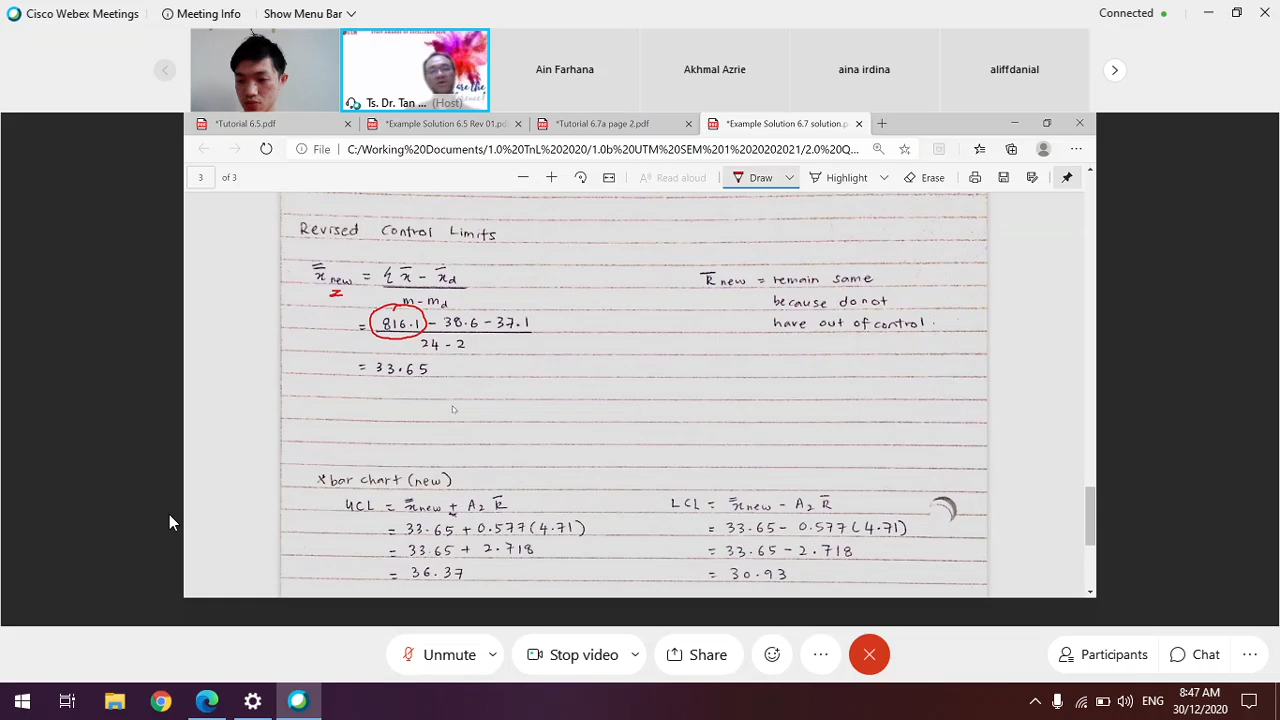 Cisco Webex Meetings
Meeting Info
Show Menu Bar
Connected
STAFF AWARDS OF EXCELLENCE
Ts. Dr. Tan ... (Host)
Ain Farhana
Akhmal Azrie
aina irdina
aliffdanial
*Tutorial 6.5.pdf
*Example Solution 6.5 Rev 01.pd
*Tutorial 6.7a page 2.pdf
*Example Solution 6.7 solution.p
File
C:/Working%20Documents/1.0%20TnL%202020/1.0b%20UTM%20SEM%201%2020202021/2.0%20Q...
3 of 3
Read aloud
Draw
Highlight
Erase
Revised Control Limits
x̿ new = Σ x̄ - x̄d
m - md
= 816.1 - 38.6 - 37.1
24 - 2
= 33.65
R̄ new = remain same
because do not
have out of control.
x bar chart (new)
UCL = x̿ new + A2 R̄
= 33.65 + 0.577(4.71)
= 33.65 + 2.718
= 36.37
LCL = x̿ new - A2 R̄
= 33.65 - 0.577(4.71)
= 33.65 - 2.718
= 30.93
Unmute
Stop video
Share
Participants
Chat
ENG
8:47 AM
30/12/2020